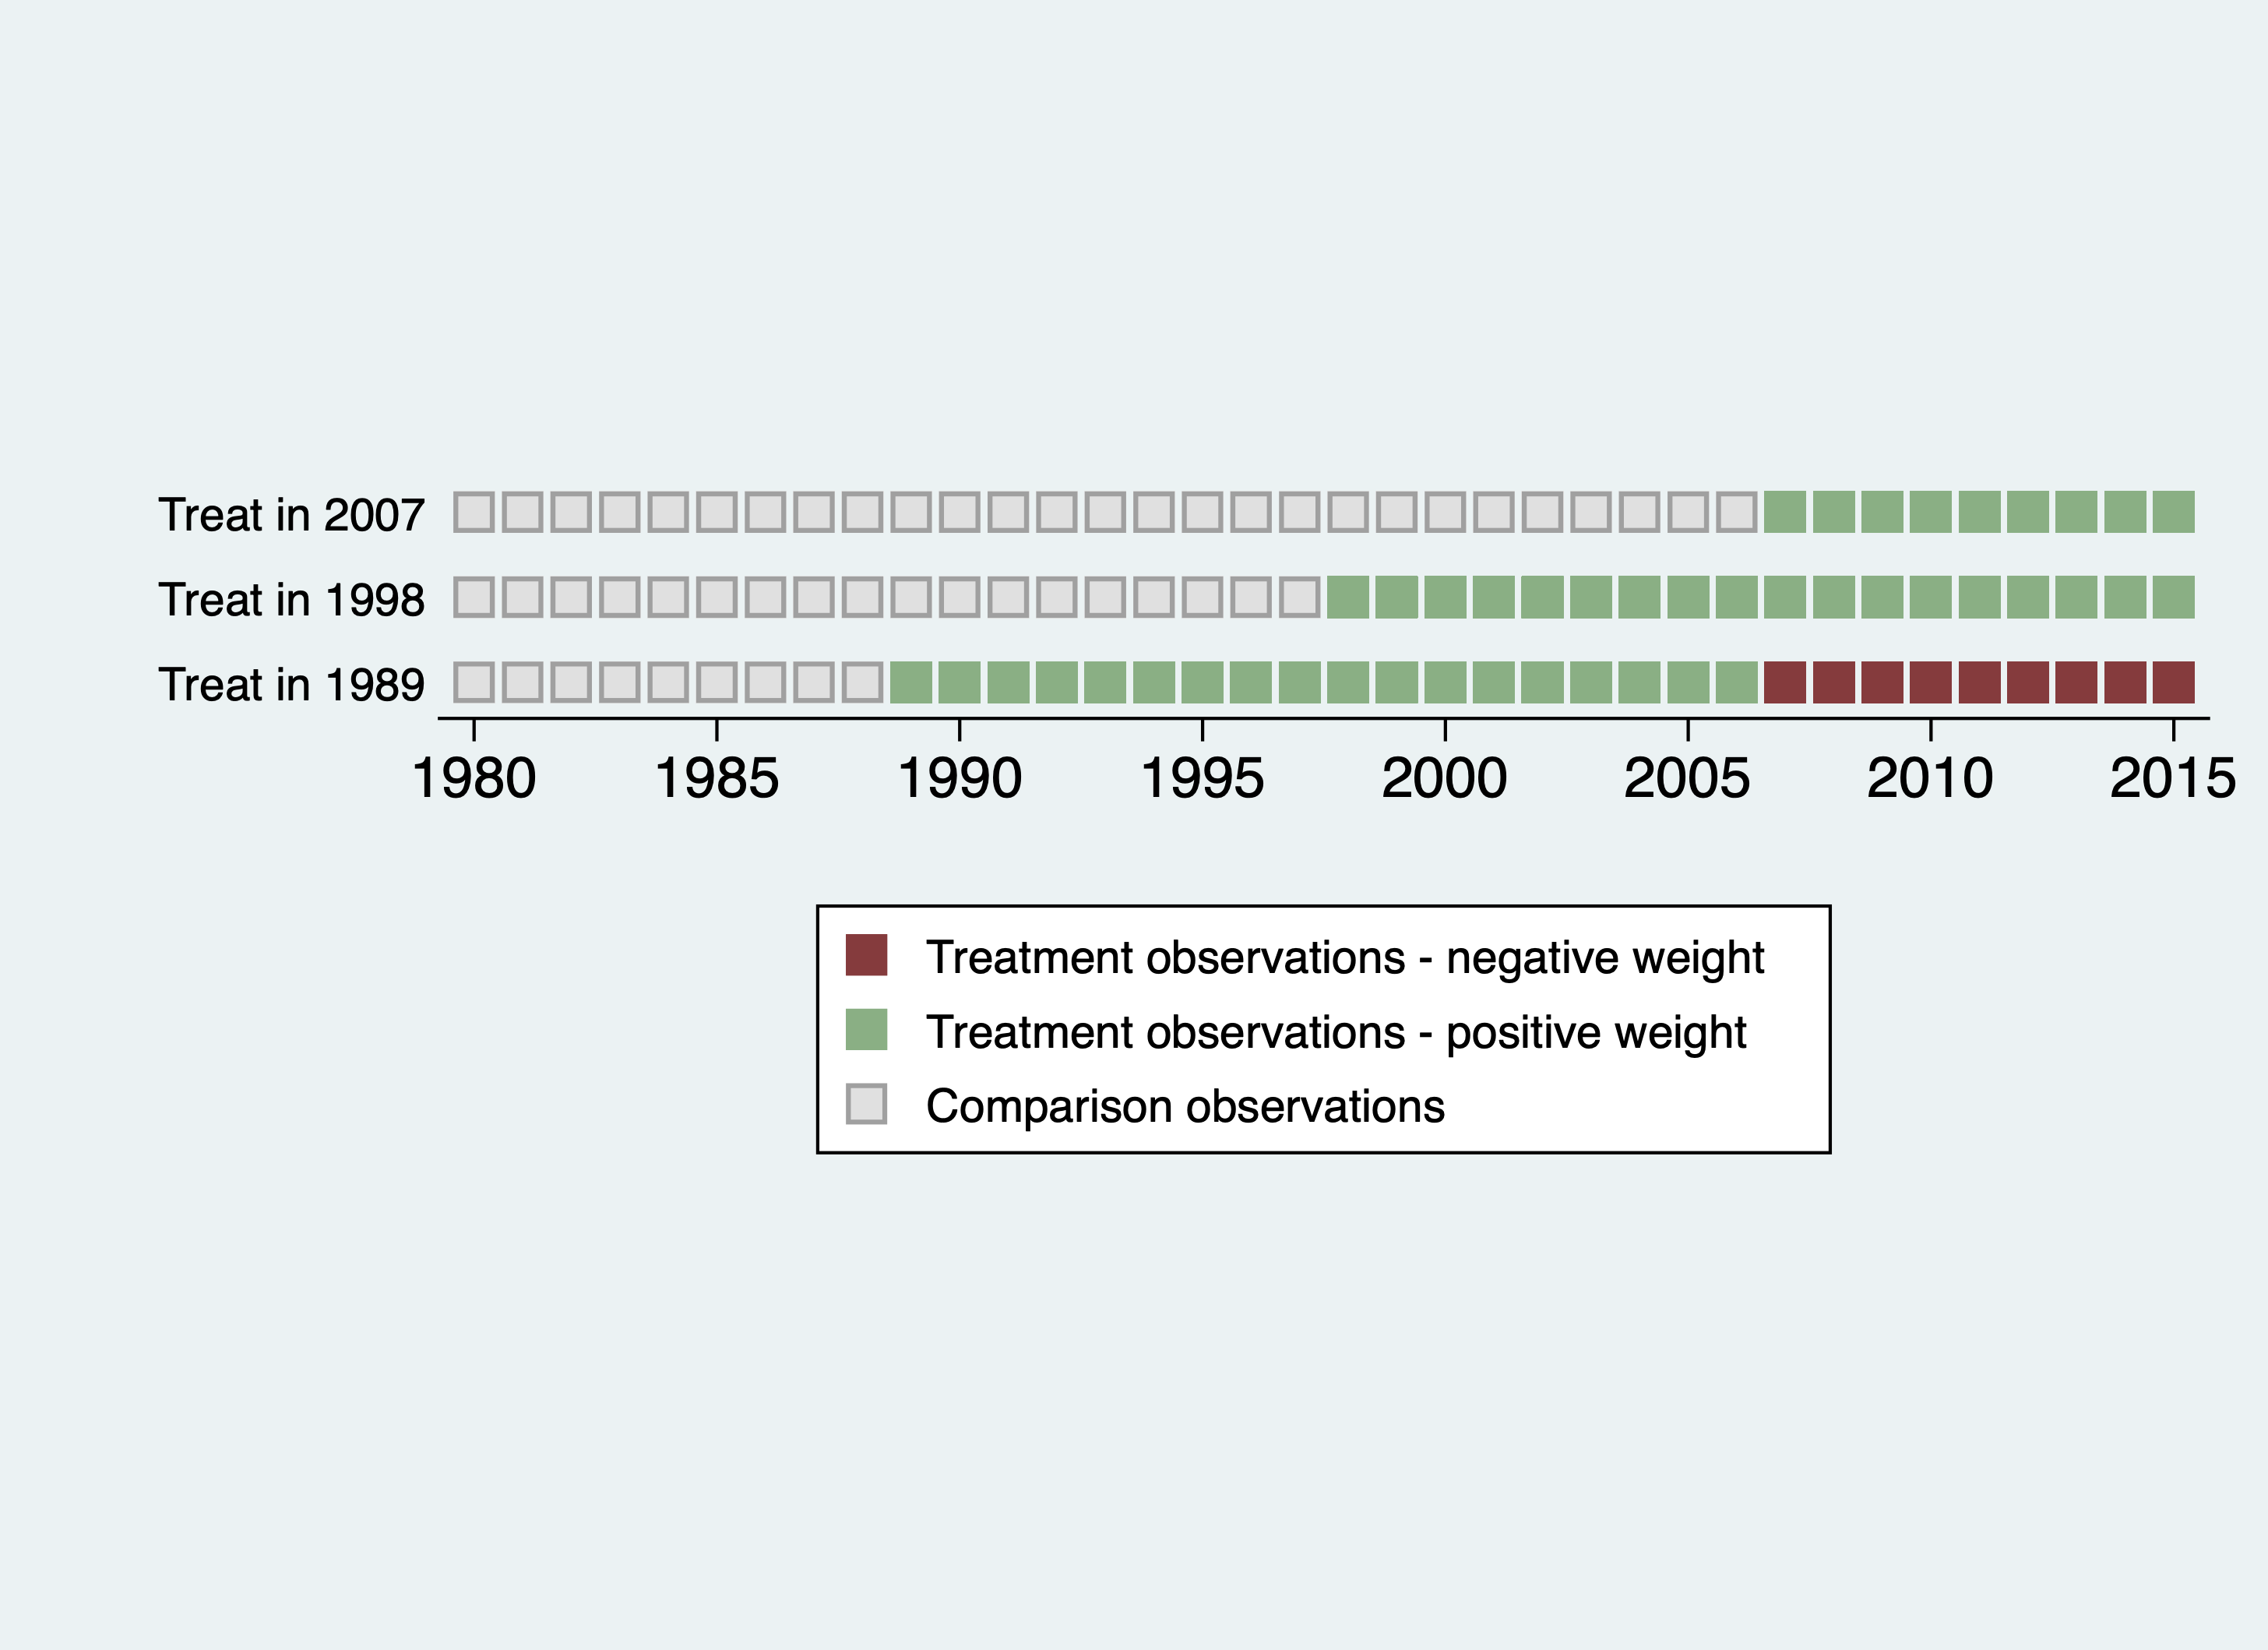 Treat in 2007
Treat in 1998
Treat in 1989
1980 1985 1990 1995 2000 2005 2010 2015
Treatment observations - negative weight
Treatment observations - positive weight
Comparison observations